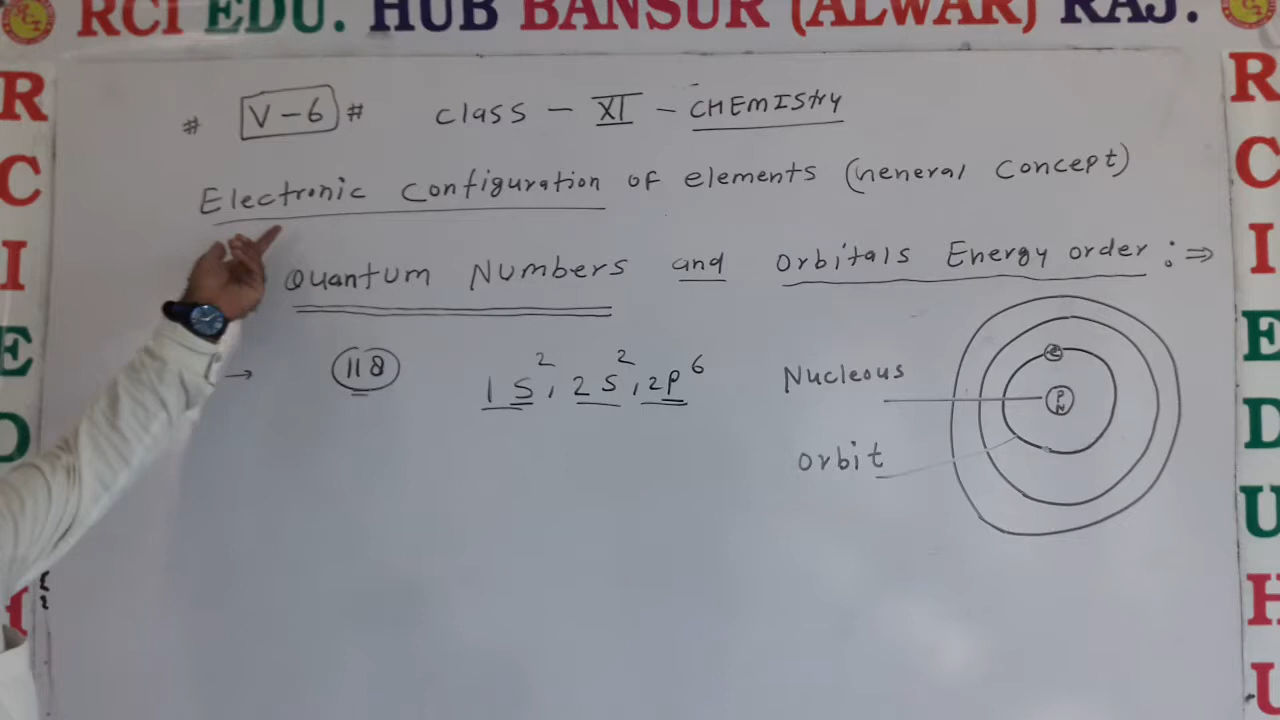 RCI EDU. HUB BANSUR (ALWAR) RAJ.
# V-6 # Class - XI - CHEMIStry
Electronic Configuration of elements (General Concept)
Quantum Numbers and Orbitals Energy order :⇒
→ 118 1s², 2s², 2p⁶
Nucleous
Orbit
e
P
N
R
C
I
E
D
R
C
I
E
D
U
H
U